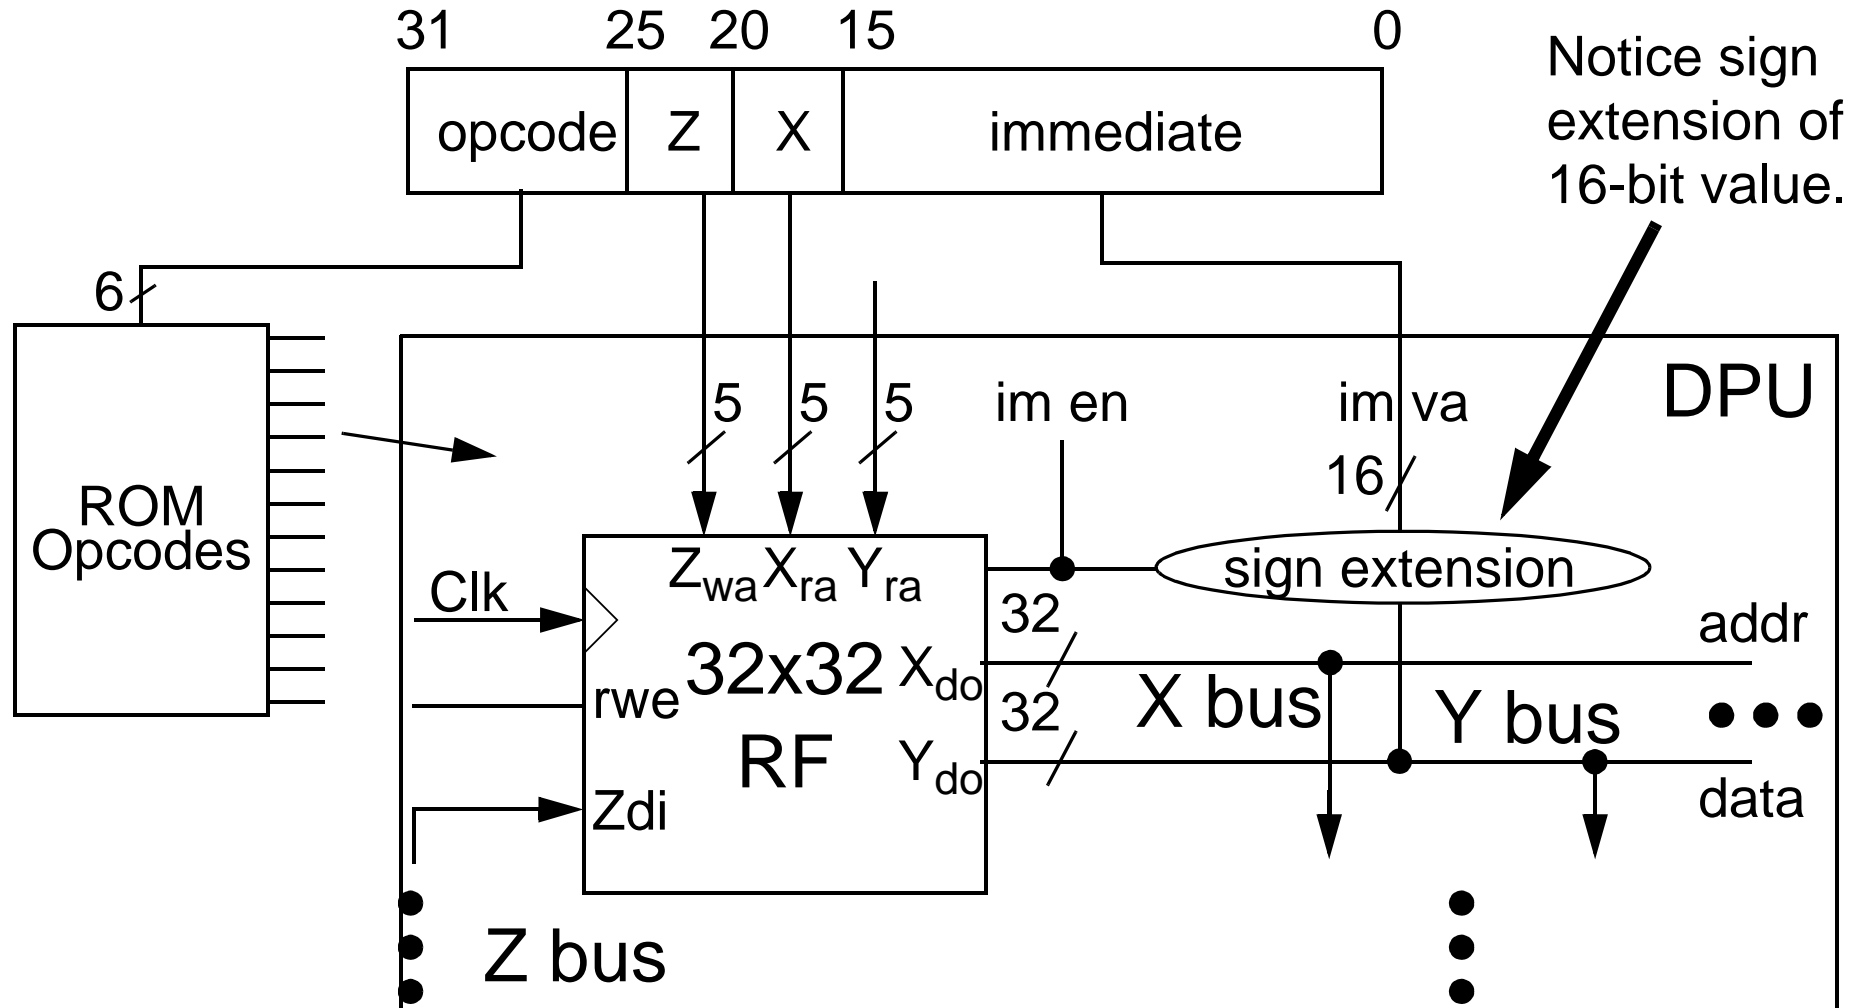 31 25 20 15 0
Notice sign
extension of
16-bit value.
opcode Z X immediate
6
DPU
5 5 5 im en im va
16
ROM
Opcodes
Zwa Xra Yra
sign extension
Clk
32
addr
32x32 Xdo
rwe
32
X bus
Y bus
RF Ydo
Zdi
data
Z bus